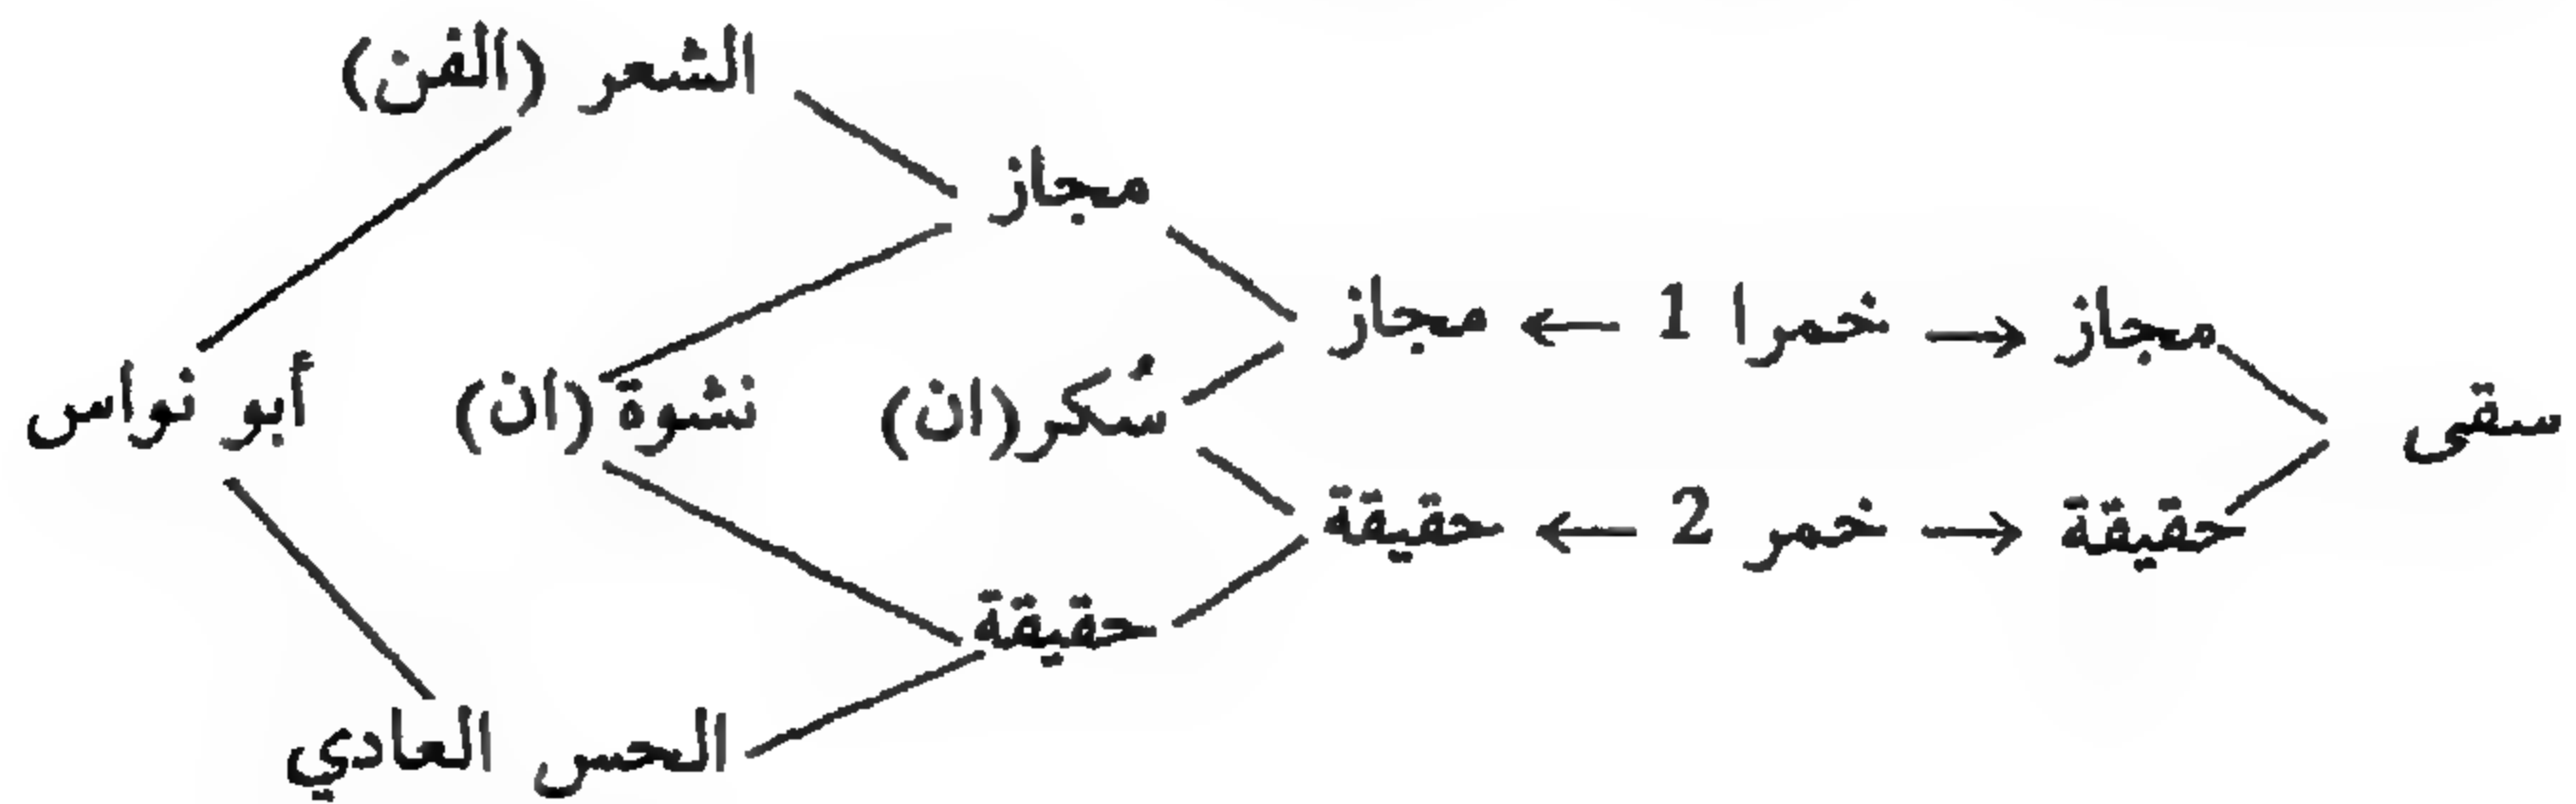 الشعر (الفن)
مجاز
مجاز ← خمرا 1 → مجاز
سقى
سُكر(ان)
نشوة (ان)
أبو نواس
حقيقة ← خمر 2 → حقيقة
حقيقة
الحس العادي